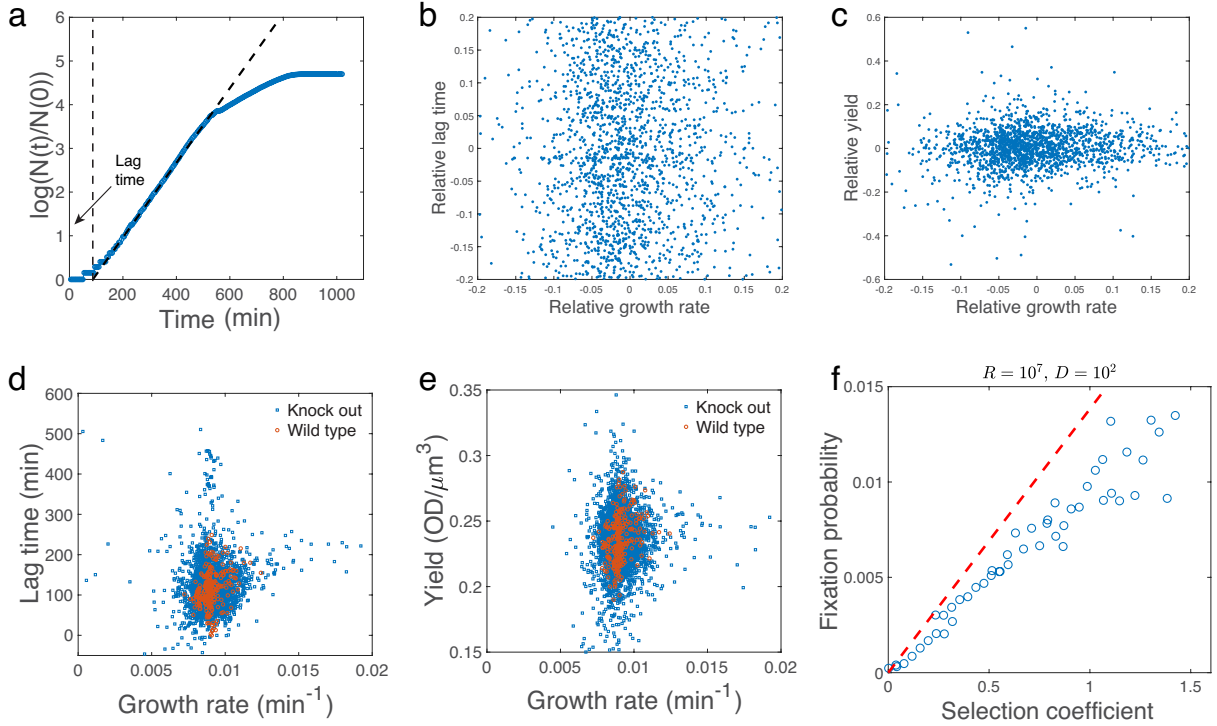 a
log(N(t)/N(0))
6
5
4
3
2
1
0
Lag
time
0 200 400 600 800 1000
Time (min)
b
Relative lag time
0.2
0.15
0.1
0.05
0
-0.05
-0.1
-0.15
-0.2
-0.2 -0.15 -0.1 -0.05 0 0.05 0.1 0.15 0.2
Relative growth rate
c
Relative yield
0.6
0.4
0.2
0
-0.2
-0.4
-0.6
-0.2 -0.15 -0.1 -0.05 0 0.05 0.1 0.15 0.2
Relative growth rate
d
Lag time (min)
600
500
400
300
200
100
0
Knock out
Wild type
0 0.005 0.01 0.015 0.02
Growth rate (min⁻¹)
e
Yield (OD/μm³)
0.35
0.3
0.25
0.2
0.15
Knock out
Wild type
0 0.005 0.01 0.015 0.02
Growth rate (min⁻¹)
f
R = 10⁷, D = 10²
Fixation probability
0.015
0.01
0.005
0
0 0.5 1 1.5
Selection coefficient